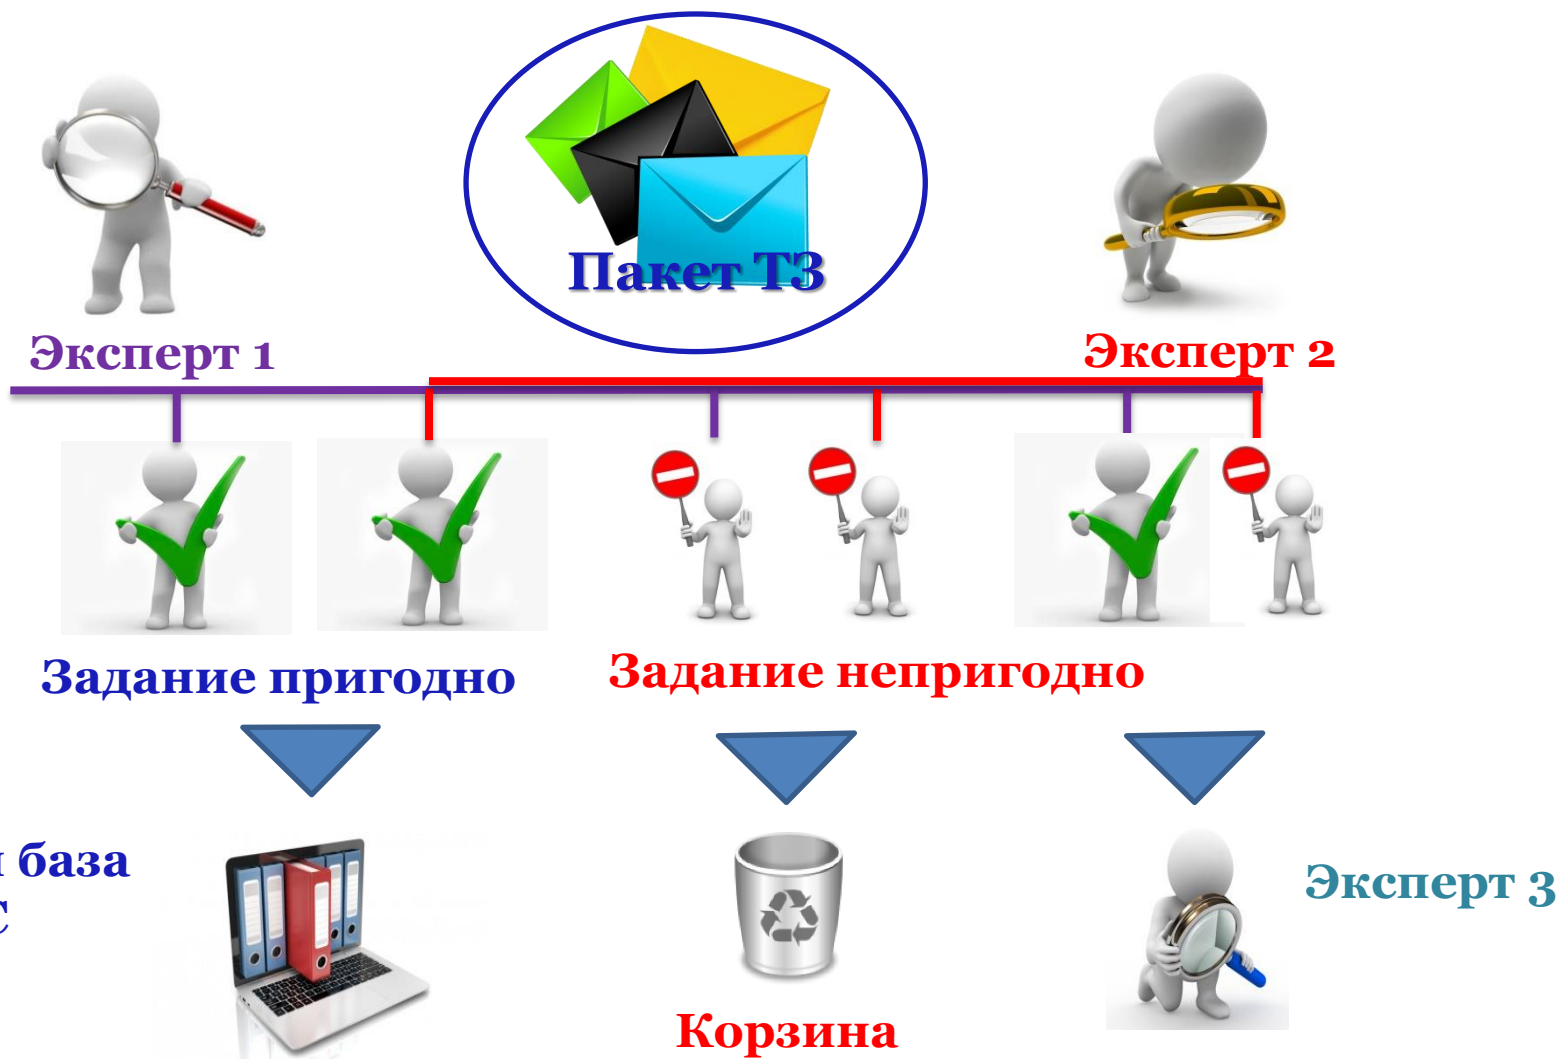 Пакет ТЗ
Эксперт 1
Эксперт 2
Задание пригодно
Задание непригодно
база
Эксперт 3
Корзина